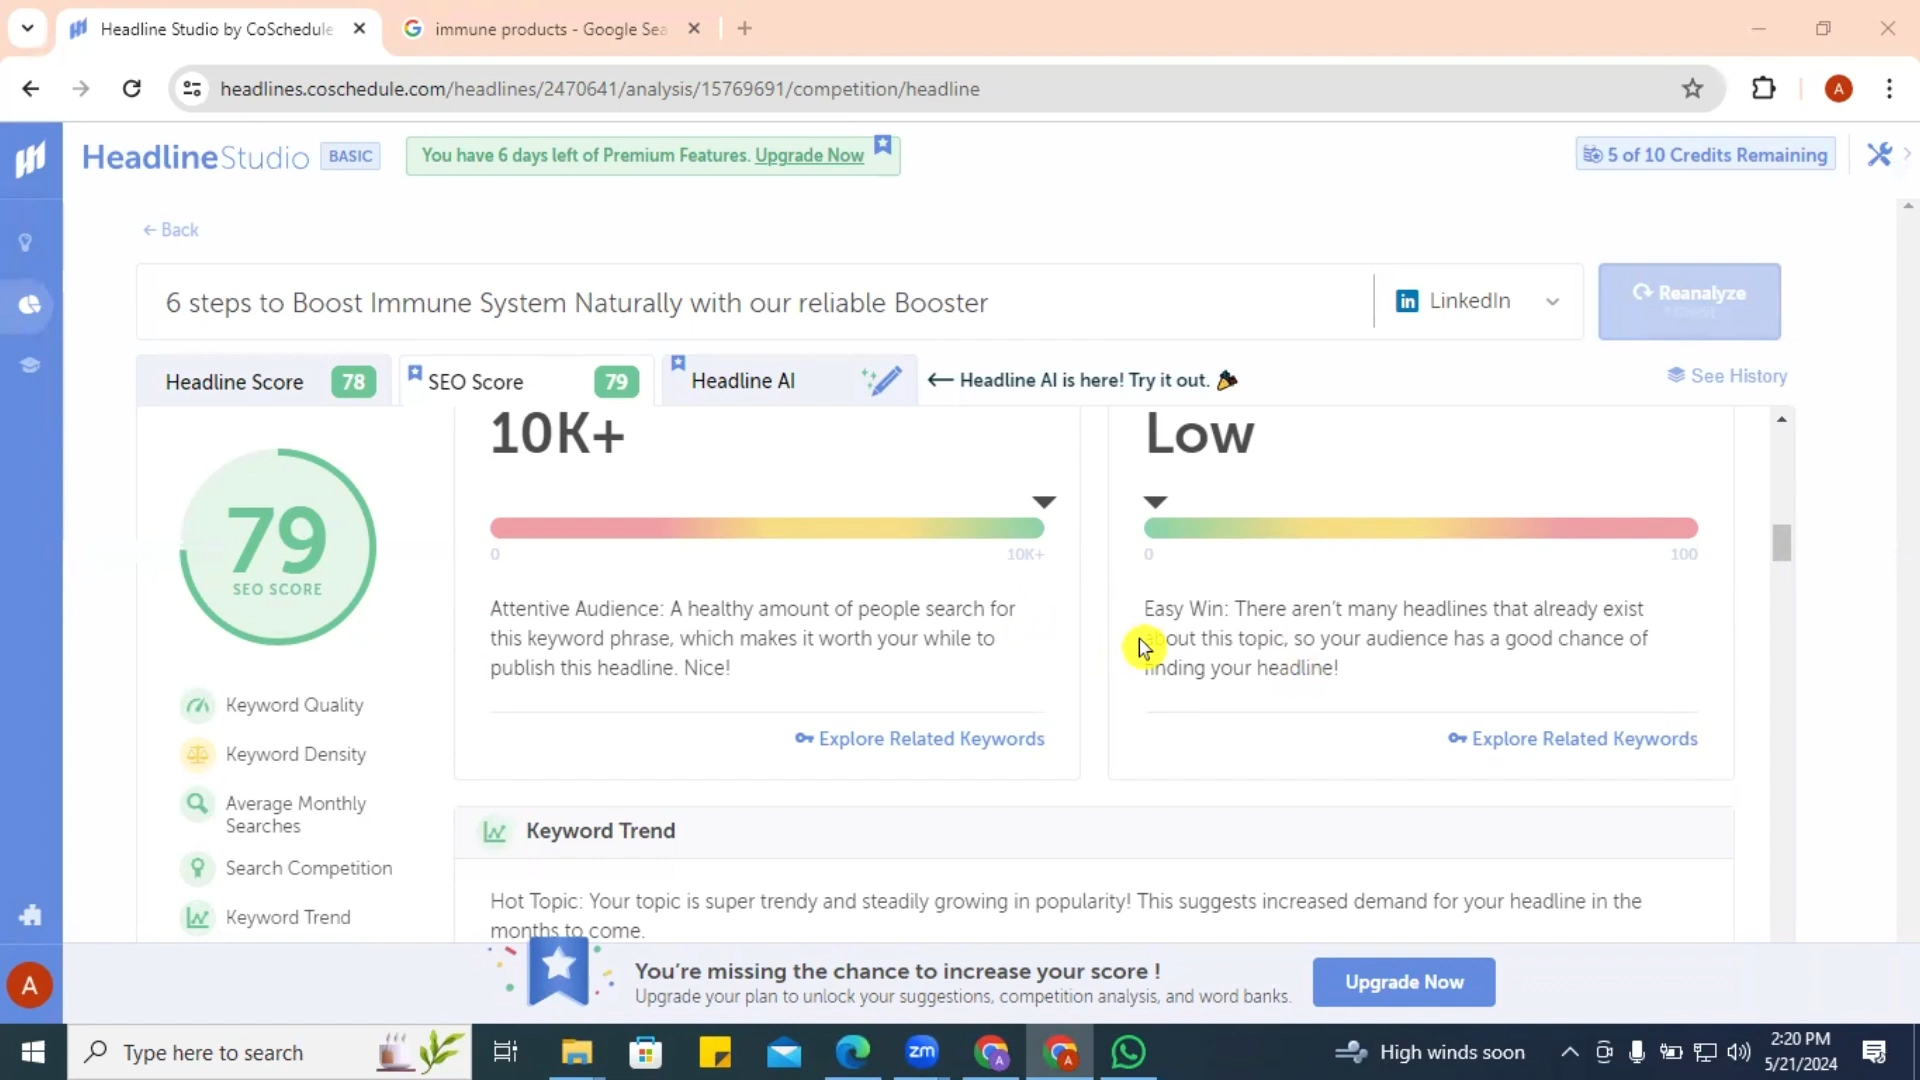 Headline Studio by CoSchedule
immune products - Google Sea
headlines.coschedule.com/headlines/2470641/analysis/15769691/competition/headline
A
HeadlineStudio
BASIC
You have 6 days left of Premium Features. Upgrade Now
5 of 10 Credits Remaining
← Back
6 steps to Boost Immune System Naturally with our reliable Booster
in LinkedIn
Reanalyze
Headline Score 78
SEO Score 79
Headline AI
← Headline AI is here! Try it out.
See History
79
SEO SCORE
Keyword Quality
Keyword Density
Average Monthly
Searches
Search Competition
Keyword Trend
10K+
0 10K+
Attentive Audience: A healthy amount of people search for
this keyword phrase, which makes it worth your while to
publish this headline. Nice!
Explore Related Keywords
Low
0 100
Easy Win: There aren't many headlines that already exist
about this topic, so your audience has a good chance of
finding your headline!
Explore Related Keywords
Keyword Trend
Hot Topic: Your topic is super trendy and steadily growing in popularity! This suggests increased demand for your headline in the
months to come.
A
You're missing the chance to increase your score !
Upgrade your plan to unlock your suggestions, competition analysis, and word banks.
Upgrade Now
Type here to search
zm
A
A
High winds soon
2:20 PM
5/21/2024